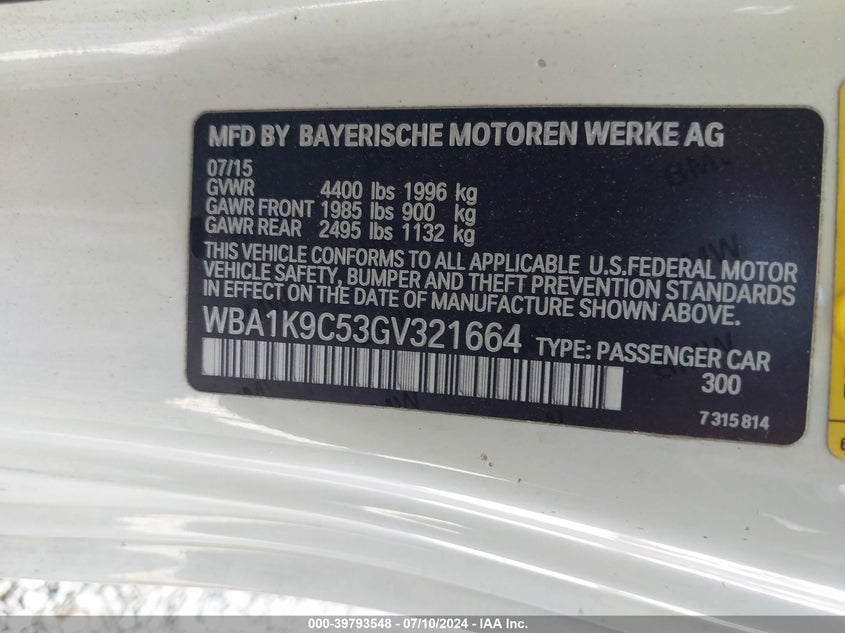 MFD BY BAYERISCHE MOTOREN WERKE AG
07/15
GVWR 4400 lbs 1996 kg
GAWR FRONT 1985 lbs 900 kg
GAWR REAR 2495 lbs 1132 kg
THIS VEHICLE CONFORMS TO ALL APPLICABLE U.S.FEDERAL MOTOR
VEHICLE SAFETY, BUMPER AND THEFT PREVENTION STANDARDS
IN EFFECT ON THE DATE OF MANUFACTURE SHOWN ABOVE.
WBA1K9C53GV321664 TYPE: PASSENGER CAR
300
7 315 814
000-39793548 - 07/10/2024 - IAA Inc.